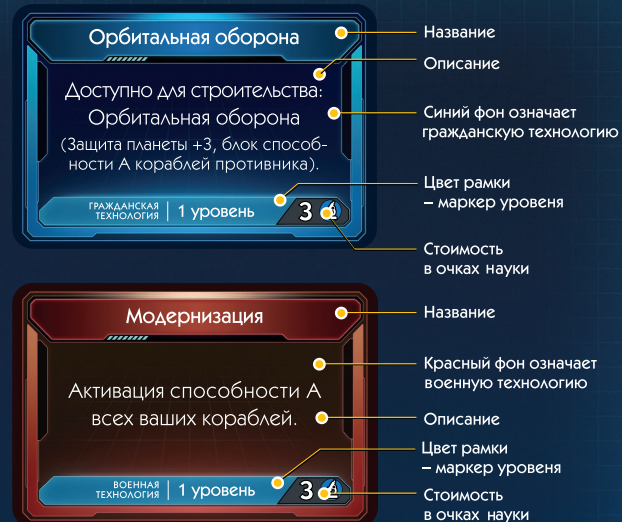 Орбитальная оборона
Доступно для строительства:
Орбитальная оборона
(Защита планеты +3, блок способ-
ности А кораблей противника).
ГРАЖДАНСКАЯ
ТЕХНОЛОГИЯ
1 уровень
3
Название
Описание
Синий фон означает
гражданскую технологию
Цвет рамки
– маркер уровеня
Стоимость
в очках науки
Модернизация
Активация способности А
всех ваших кораблей.
ВОЕННАЯ
ТЕХНОЛОГИЯ
1 уровень
3
Название
Красный фон означает
военную технологию
Описание
Цвет рамки
– маркер уровеня
Стоимость
в очках науки